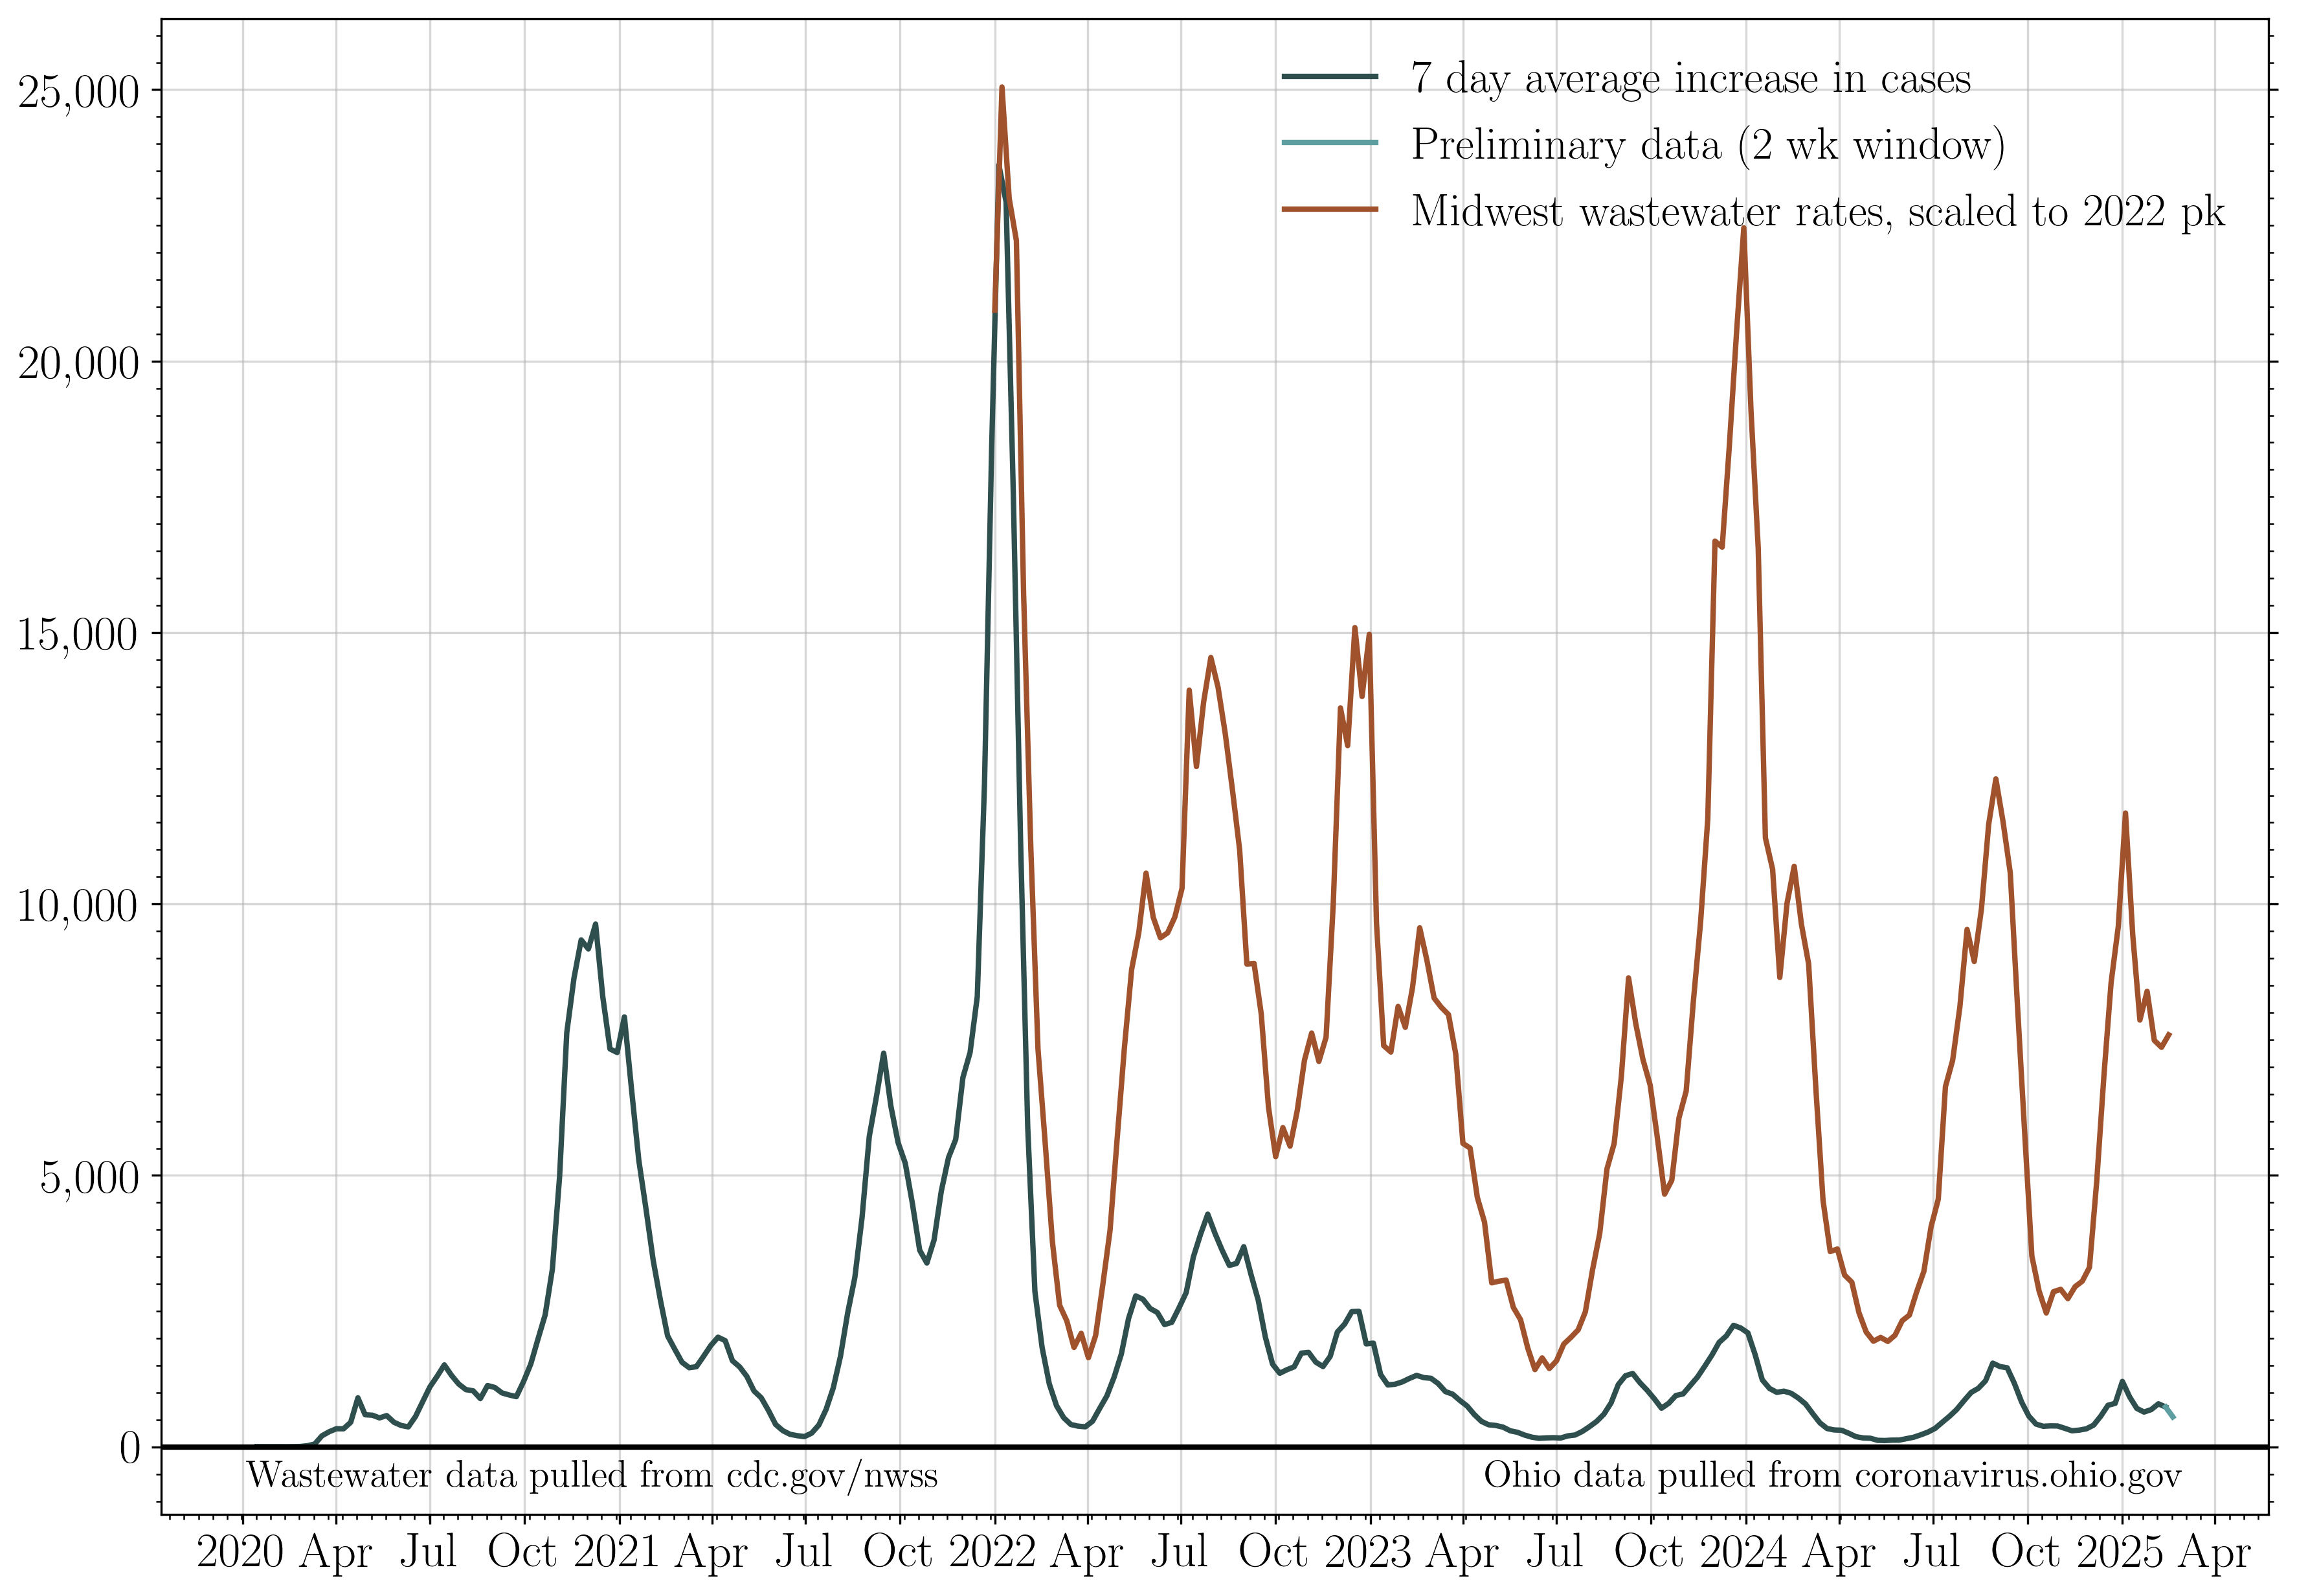 25,000
20,000
15,000
10,000
5,000
0
7 day average increase in cases
Preliminary data (2 wk window)
Midwest wastewater rates, scaled to 2022 pk
Wastewater data pulled from cdc.gov/nwss
Ohio data pulled from coronavirus.ohio.gov
2020 Apr Jul Oct 2021 Apr Jul Oct 2022 Apr Jul Oct 2023 Apr Jul Oct 2024 Apr Jul Oct 2025 Apr